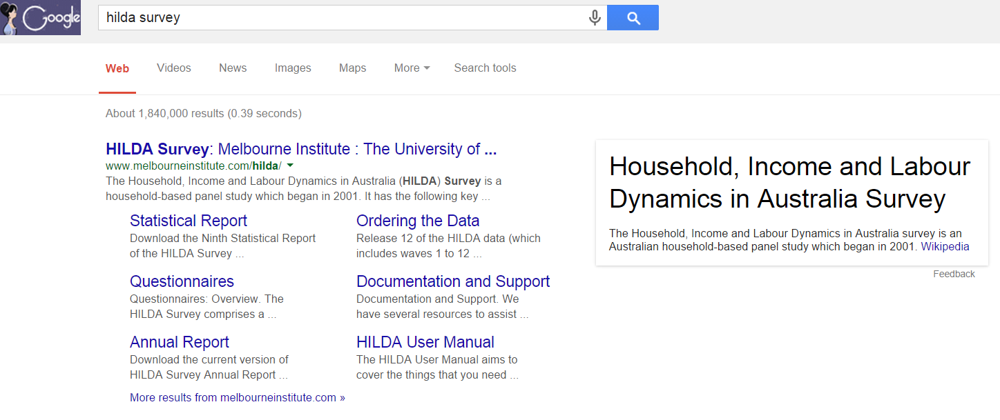 Google
hilda survey
Web Videos News Images Maps More Search tools
About 1,840,000 results (0.39 seconds)
HILDA Survey: Melbourne Institute : The University of ...
www.melbourneinstitute.com/hilda/
The Household, Income and Labour Dynamics in Australia (HILDA) Survey is a
household-based panel study which began in 2001. It has the following key ...
Statistical Report
Download the Ninth Statistical Report
of the HILDA Survey ...
Ordering the Data
Release 12 of the HILDA data (which
includes waves 1 to 12 ...
Questionnaires
Questionnaires: Overview. The
HILDA Survey comprises a ...
Documentation and Support
Documentation and Support. We
have several resources to assist ...
Annual Report
Download the current version of
HILDA Survey Annual Report ...
HILDA User Manual
The HILDA User Manual aims to
cover the things that you need ...
More results from melbourneinstitute.com »
Household, Income and Labour
Dynamics in Australia Survey
The Household, Income and Labour Dynamics in Australia survey is an
Australian household-based panel study which began in 2001. Wikipedia
Feedback